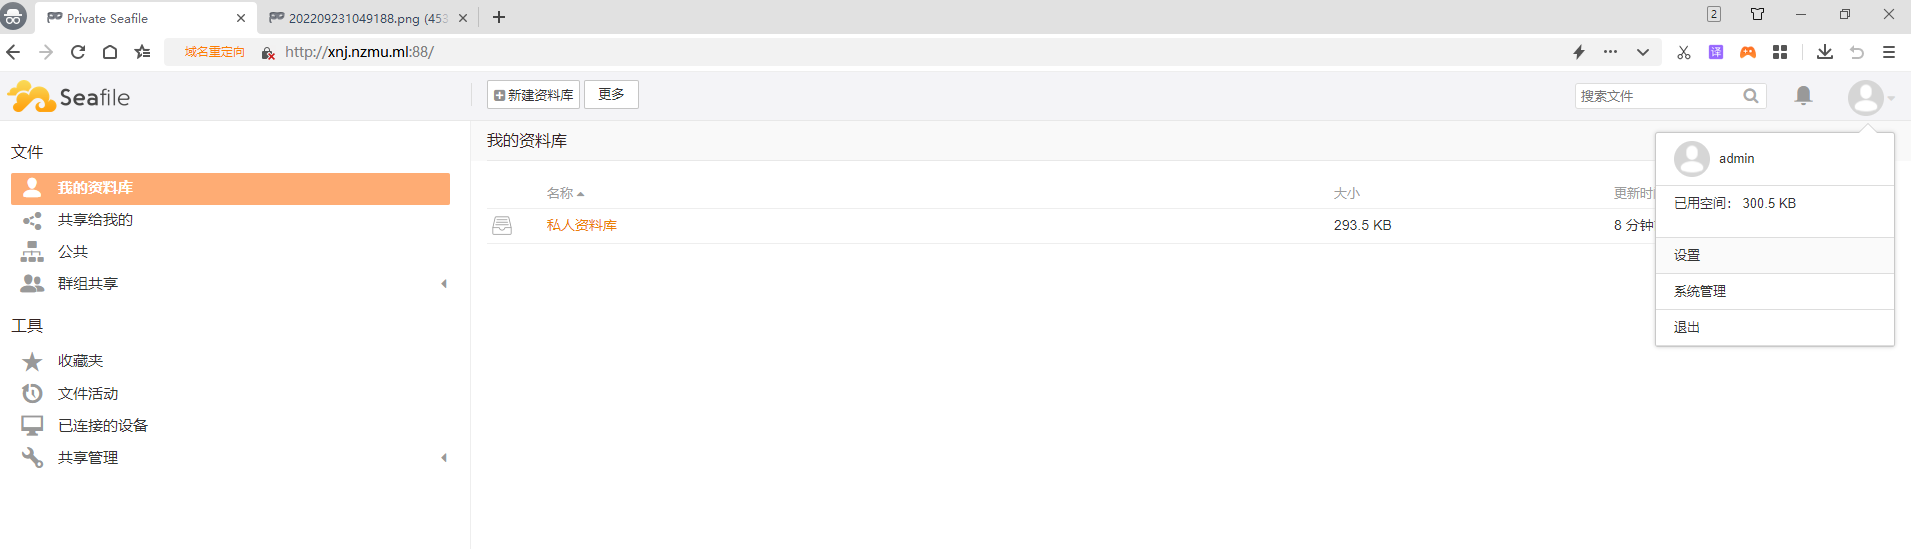 Private Seafile
202209231049188.png (453
2
域名重定向
http://xnj.nzmu.ml:88/
译
Seafile
新建资料库
更多
搜索文件
文件
我的资料库
共享给我的
公共
群组共享
工具
收藏夹
文件活动
已连接的设备
共享管理
我的资料库
名称
大小
更新时
私人资料库
293.5 KB
8 分钟
admin
已用空间： 300.5 KB
设置
系统管理
退出